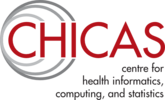 CHICAS
centre for
health informatics,
computing, and statistics